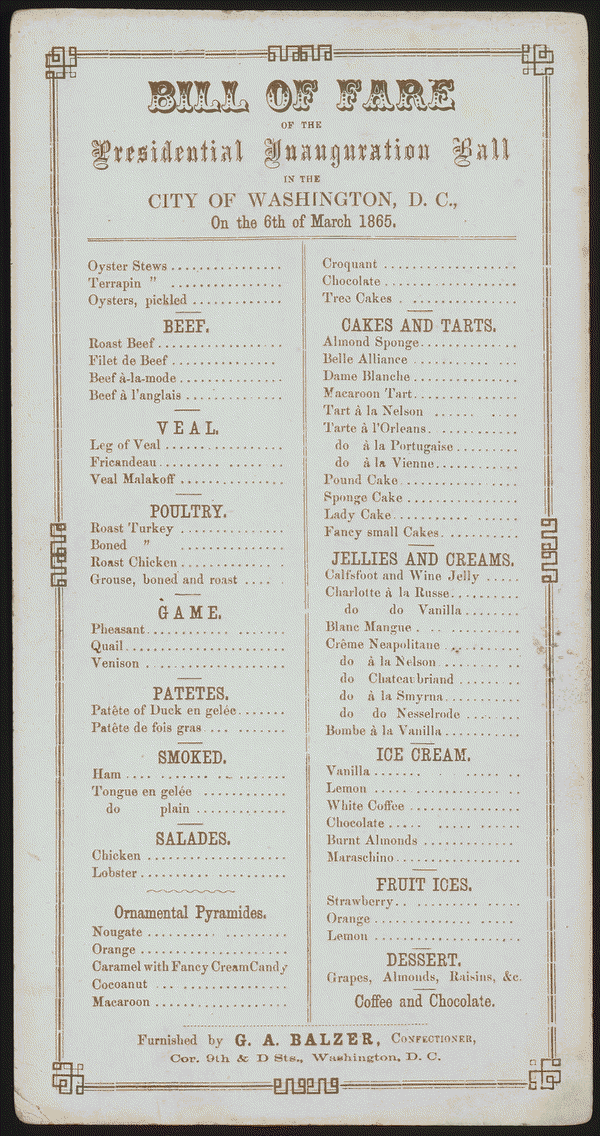 BILL OF FARE
OF THE
Presidential Inauguration Ball
IN THE
CITY OF WASHINGTON, D. C.,
On the 6th of March 1865.
Oyster Stews
Terrapin "
Oysters, pickled
BEEF.
Roast Beef
Filet de Beef
Beef à-la-mode
Beef à l'anglais
VEAL.
Leg of Veal
Fricandeau
Veal Malakoff
POULTRY.
Roast Turkey
Boned "
Roast Chicken
Grouse, boned and roast
GAME.
Pheasant
Quail
Venison
PATETES.
Patête of Duck en gelée
Patête de fois gras
SMOKED.
Ham
Tongue en gelée
do plain
SALADES.
Chicken
Lobster
Ornamental Pyramides.
Nougate
Orange
Caramel with Fancy Cream Candy
Cocoanut
Macaroon
Croquant
Chocolate
Tree Cakes
CAKES AND TARTS.
Almond Sponge
Belle Alliance
Dame Blanche
Macaroon Tart
Tart à la Nelson
Tarte à l'Orleans
do à la Portugaise
do à la Vienne
Pound Cake
Sponge Cake
Lady Cake
Fancy small Cakes
JELLIES AND CREAMS.
Calfsfoot and Wine Jelly
Charlotte à la Russe
do do Vanilla
Blanc Mangue
Crême Neapolitane
do à la Nelson
do Chateaubriand
do à la Smyrna
do do Nesselrode
Bombe à la Vanilla
ICE CREAM.
Vanilla
Lemon
White Coffee
Chocolate
Burnt Almonds
Maraschino
FRUIT ICES.
Strawberry
Orange
Lemon
DESSERT.
Grapes, Almonds, Raisins, &c.
Coffee and Chocolate.
Furnished by G. A. BALZER, CONFECTIONER,
Cor. 9th & D Sts., Washington, D. C.